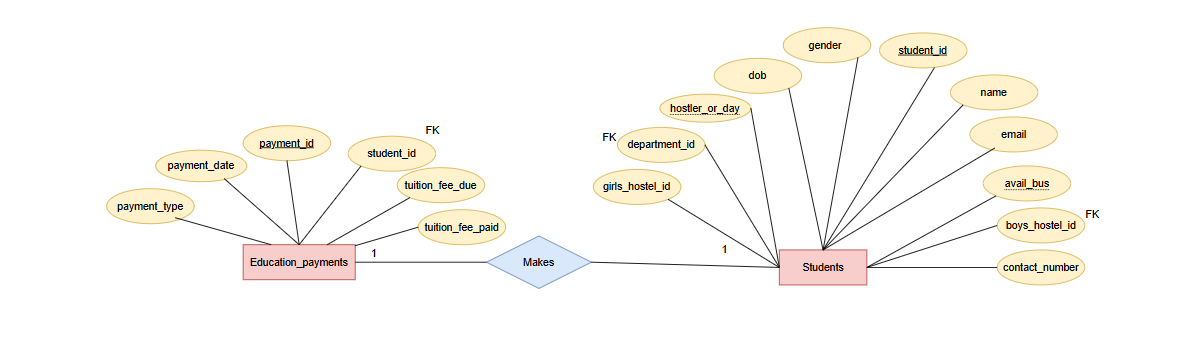 gender
student_id
dob
name
hostler_or_day
FK
payment_id
email
FK
department_id
student_id
payment_date
tuition_fee_due
avail_bus
girls_hostel_id
payment_type
FK
tuition_fee_paid
boys_hostel_id
1
1
Education_payments
Makes
Students
contact_number